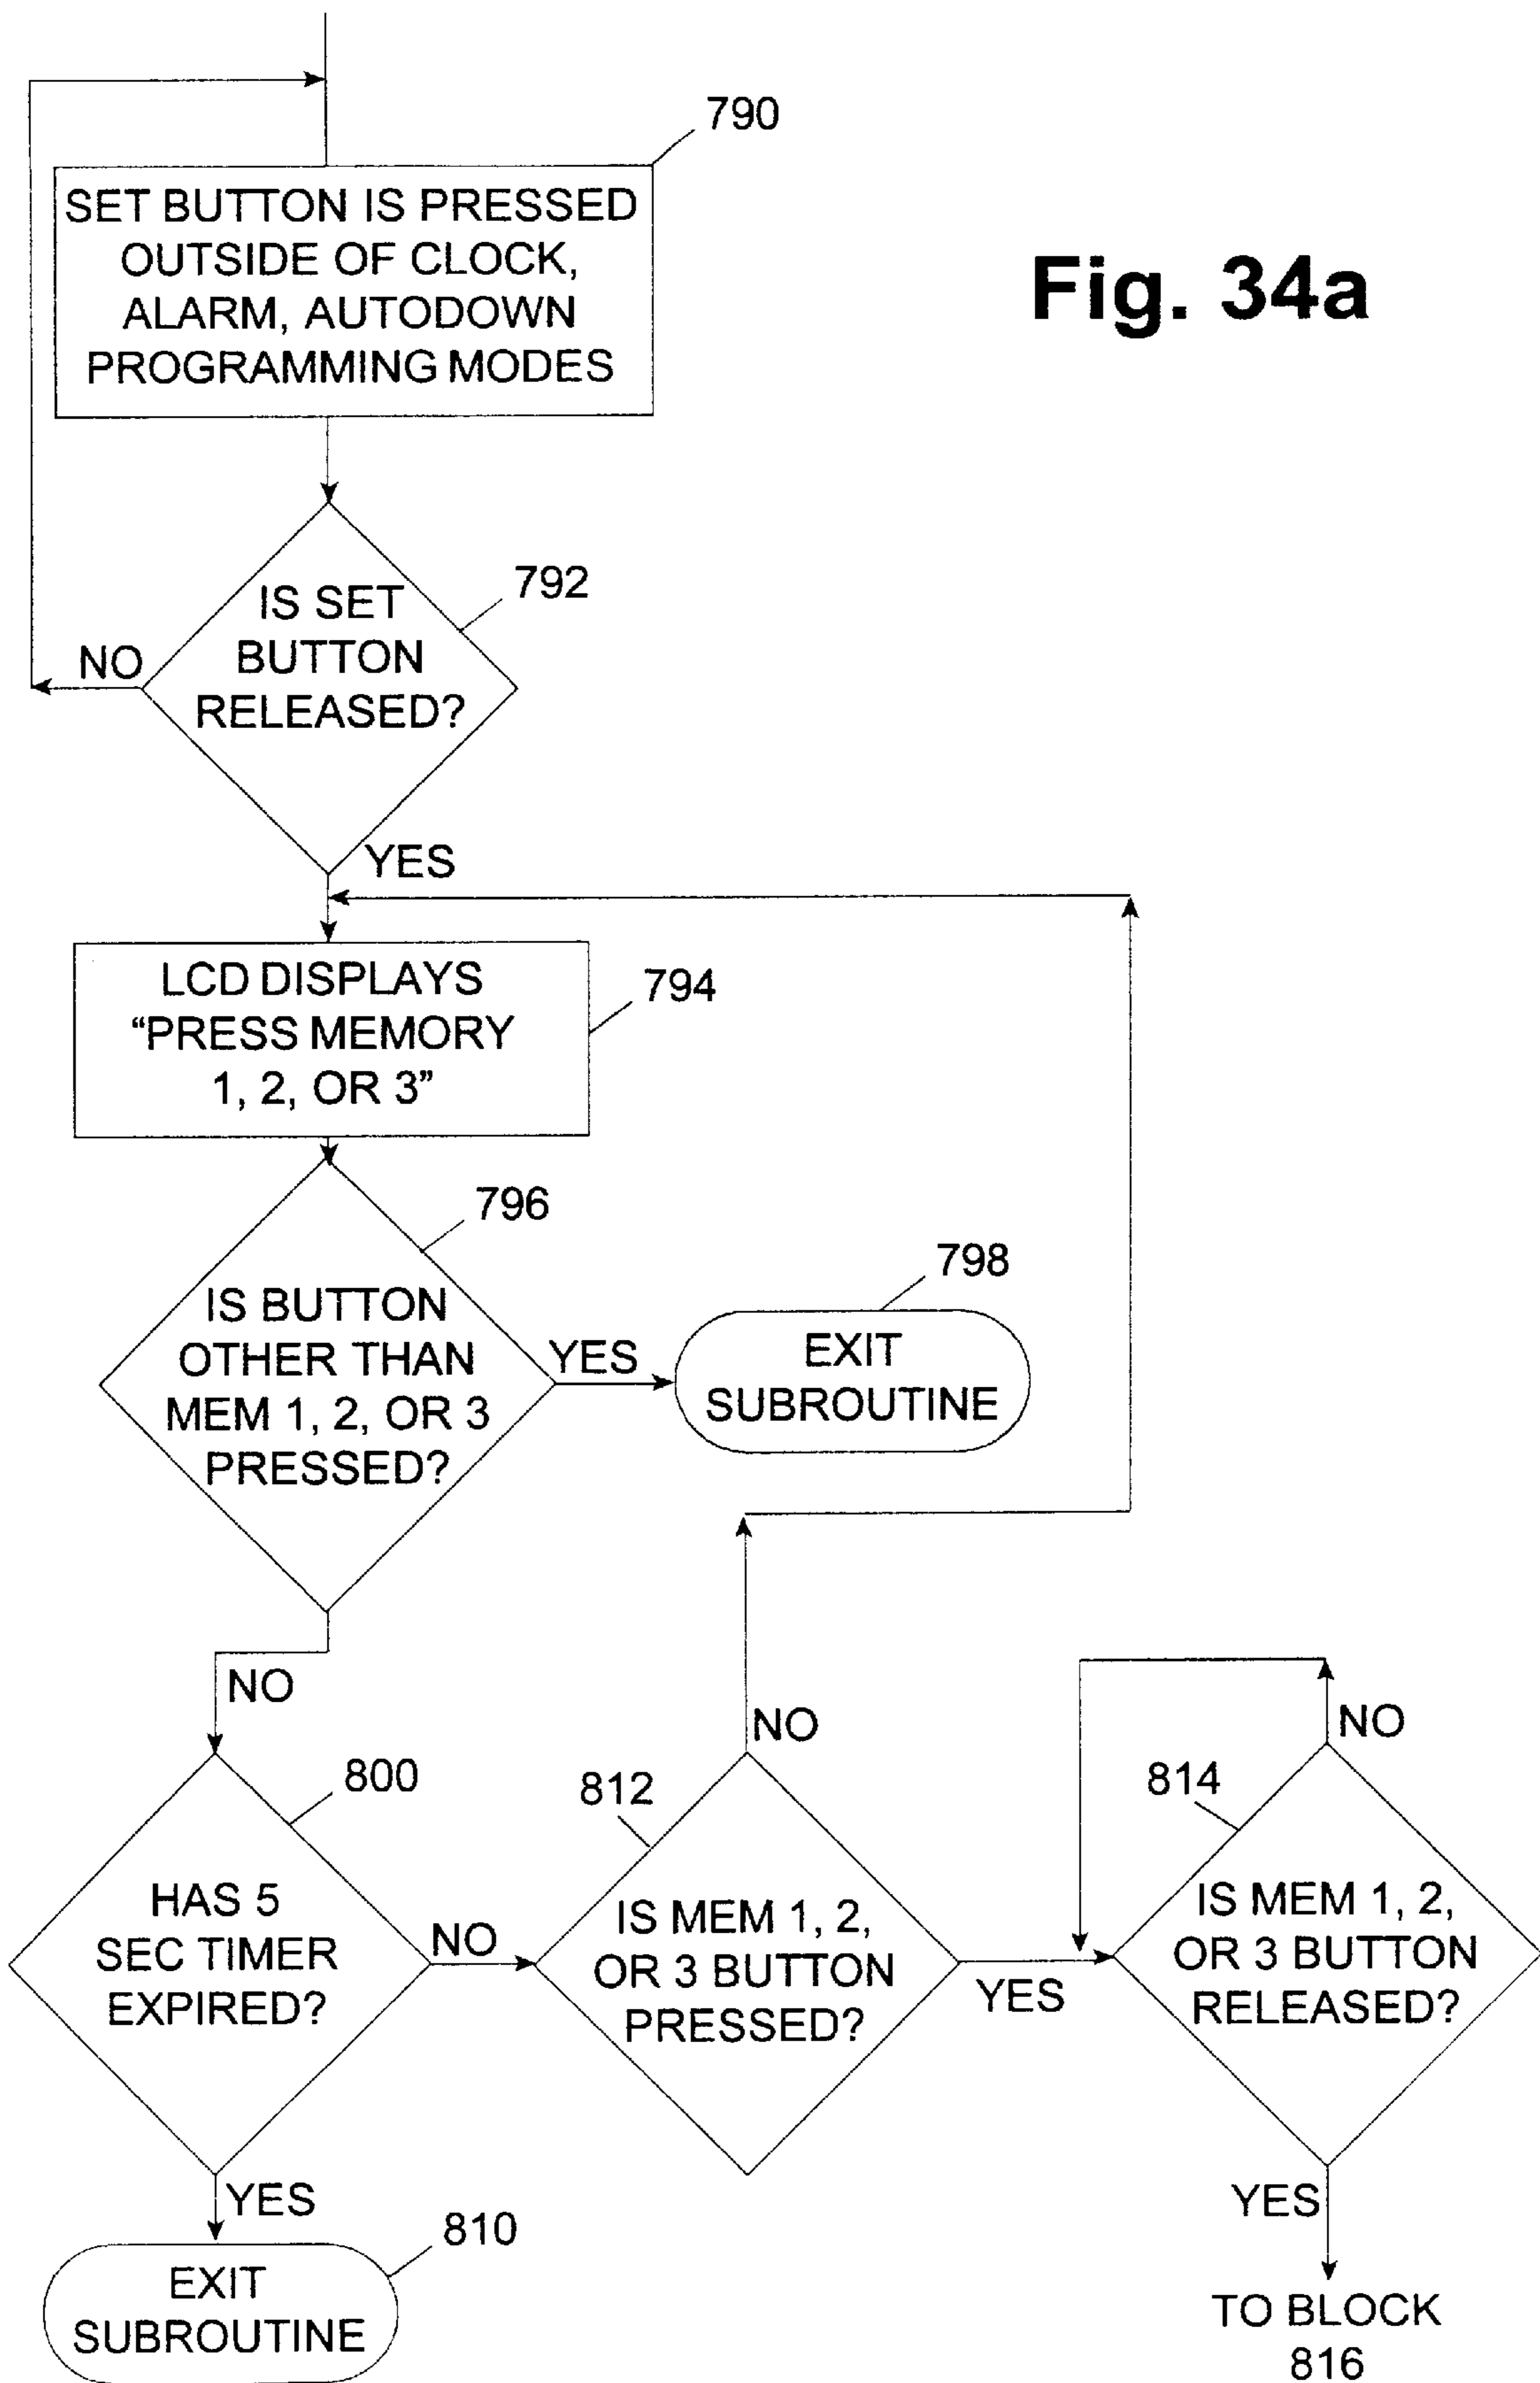 790
SET BUTTON IS PRESSED
OUTSIDE OF CLOCK,
ALARM, AUTODOWN
PROGRAMMING MODES
Fig. 34a
792
IS SET
BUTTON
RELEASED?
NO
YES
LCD DISPLAYS
“PRESS MEMORY
1, 2, OR 3”
794
796
IS BUTTON
OTHER THAN
MEM 1, 2, OR 3
PRESSED?
YES
798
EXIT
SUBROUTINE
NO
800
HAS 5
SEC TIMER
EXPIRED?
NO
YES
810
EXIT
SUBROUTINE
812
IS MEM 1, 2,
OR 3 BUTTON
PRESSED?
NO
YES
814
IS MEM 1, 2,
OR 3 BUTTON
RELEASED?
NO
YES
TO BLOCK
816